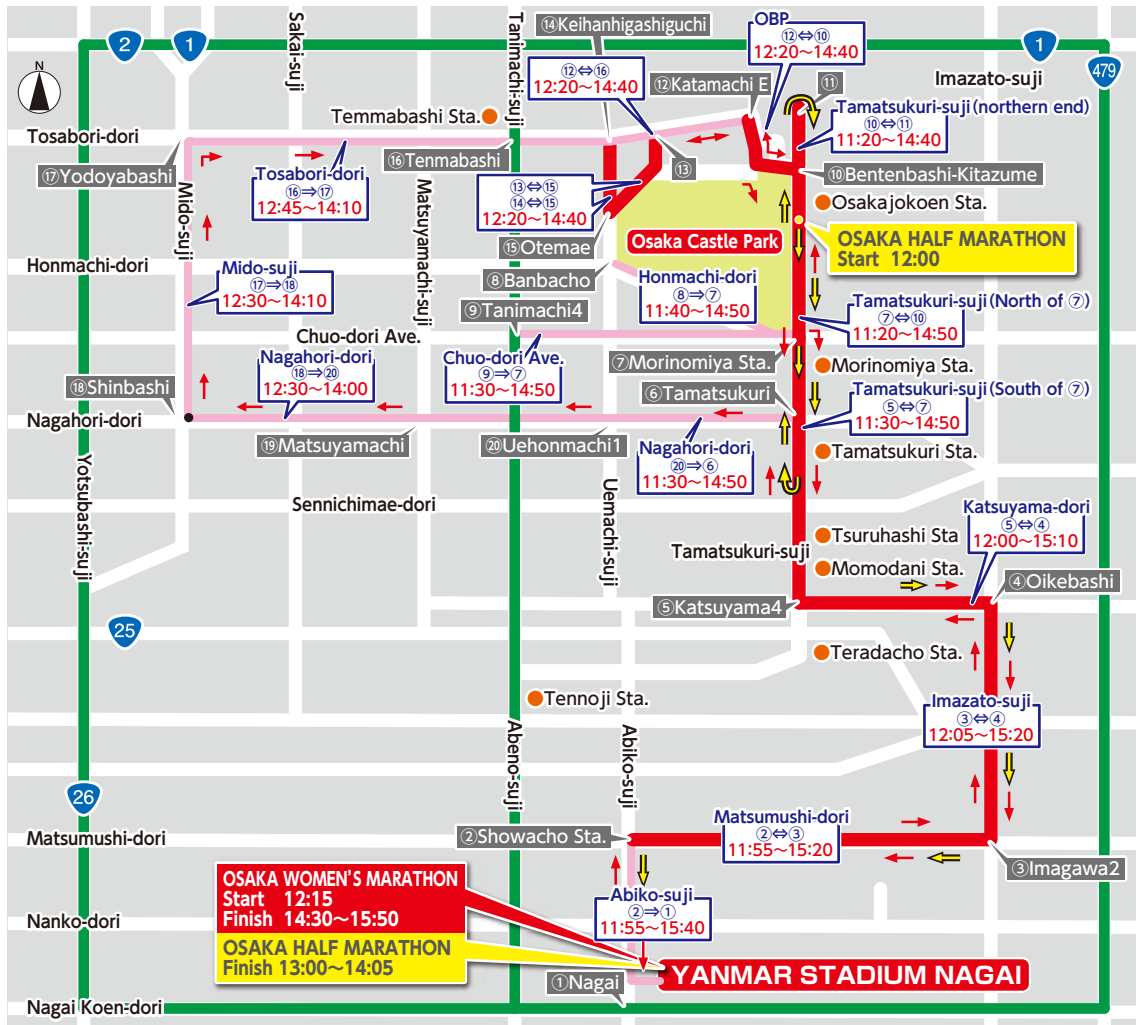 Sakai-suji
Tanimachi-suji
⑭Keihanhigashiguchi
OBP
⑫⇔⑩
12:20～14:40
2
1
1
479
N
⑫⇔⑯
12:20～14:40
⑫Katamachi E
⑪
Imazato-suji
Temmabashi Sta.
Tamatsukuri-suji (northern end)
⑩⇔⑪
11:20～14:40
Tosabori-dori
⑯Tenmabashi
⑬
⑰Yodoyabashi
Tosabori-dori
⑯⇒⑰
12:45～14:10
⑬⇔⑮
⑭⇔⑮
12:20～14:40
⑩Bentenbashi-Kitazume
Mido-suji
Matsuyamachi-suji
Osakajokoen Sta.
⑮Otemae
Osaka Castle Park
OSAKA HALF MARATHON
Start 12:00
Honmachi-dori
Mido-suji
⑰⇒⑱
12:30～14:10
⑧Banbacho
Honmachi-dori
⑧⇒⑦
11:40～14:50
⑨Tanimachi4
Tamatsukuri-suji (North of ⑦)
⑦⇔⑩
11:20～14:50
Chuo-dori Ave.
Nagahori-dori
⑱⇒⑳
12:30～14:00
Chuo-dori Ave.
⑨⇒⑦
11:30～14:50
⑦Morinomiya Sta.
Morinomiya Sta.
⑱Shinbashi
⑥Tamatsukuri
Tamatsukuri-suji (South of ⑦)
⑤⇔⑦
11:30～14:50
Nagahori-dori
⑲Matsuyamachi
⑳Uehonmachi1
Nagahori-dori
⑳⇒⑥
11:30～14:50
Tamatsukuri Sta.
Yotsubashi-suji
Sennichimae-dori
Uemachi-suji
Katsuyama-dori
⑤⇔④
12:00～15:10
Tsuruhashi Sta
Tamatsukuri-suji
Momodani Sta.
④Oikebashi
⑤Katsuyama4
25
Teradacho Sta.
Tennoji Sta.
Imazato-suji
③⇔④
12:05～15:20
Abeno-suji
Abiko-suji
26
Matsumushi-dori
②Showacho Sta.
Matsumushi-dori
②⇔③
11:55～15:20
③Imagawa2
OSAKA WOMEN'S MARATHON
Start 12:15
Finish 14:30～15:50
Abiko-suji
②⇒①
11:55～15:40
Nanko-dori
OSAKA HALF MARATHON
Finish 13:00～14:05
①Nagai
YANMAR STADIUM NAGAI
Nagai Koen-dori